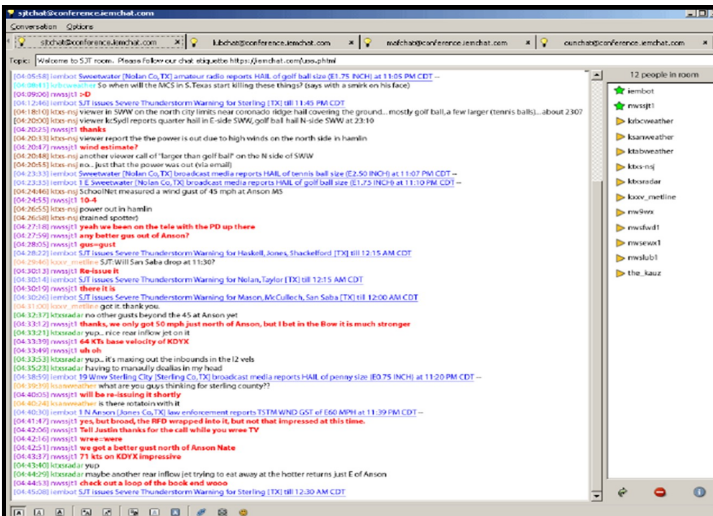 sjtchat@conference.iemchat.com
Conversation Options
sjtchat@conference.iemchat.com × lubchat@conference.iemchat.com × mafchat@conference.iemchat.com × ounchat@conference.iemchat.com ×
Topic: Welcome to SJT room. Please follow our chat etiquette https://iemchat.com/uso.phtml
[04:05:58] iembot Sweetwater [Nolan Co,TX] amateur radio reports HAIL of golf ball size (E1.75 INCH) at 11:05 PM CDT --
So when will the MCS in S.Texas start killing these things? (says with a smirk on his face)
[04:09:06] nwssjt1 >:D
[04:12:46] iembot SJT issues Severe Thunderstorm Warning for Sterling [TX] till 11:45 PM CDT
[04:18:10] ktxs-nsj viewer in SWW on the north city limits near coronado ridge hail covering the ground...mostly golf ball,a few larger (tennis balls)...about 230?
[04:20:00] ktxs-nsj viewer kc5ydl reports quarter hail in E-side SWW, golf ball hail N-side SWW at 23:10
[04:20:25] nwssjt1 thanks
[04:20:33] ktxs-nsj viewer report the the power is out due to high winds on the north side in hamlin
[04:20:47] nwssjt1 wind estimate?
[04:20:48] ktxs-nsj another viewer call of "larger than golf ball" on the N side of SWW
[04:20:58] ktxs-nsj no.. just that the power was out (via email)
[04:23:33] iembot Sweetwater [Nolan Co,TX] broadcast media reports HAIL of tennis ball size (E2.50 INCH) at 11:07 PM CDT --
[04:23:35] iembot 1 E Sweetwater [Nolan Co,TX] broadcast media reports HAIL of golf ball size (E1.75 INCH) at 11:10 PM CDT --
[04:24:46] ktxs-nsj SchoolNet measured a wind gust of 45 mph at Anson MS
[04:24:55] nwssjt1 10-4
[04:26:55] ktxs-nsj power out in hamlin
[04:26:58] ktxs-nsj (trained spotter)
[04:27:18] nwssjt1 yeah we been on the tele with the PD up there
[04:27:59] nwssjt1 any better gus out of Anson?
[04:28:05] nwssjt1 gus=gust
[04:28:22] iembot SJT issues Severe Thunderstorm Warning for Haskell, Jones, Shackelford [TX] till 12:15 AM CDT
[04:29:46] kxxv_metline SJT: Will San Saba drop at 11:30?
[04:30:13] nwssjt1 Re-issue it
[04:30:14] iembot SJT issues Severe Thunderstorm Warning for Nolan,Taylor [TX] till 12:15 AM CDT
[04:30:19] nwssjt1 there it is
[04:30:26] iembot SJT issues Severe Thunderstorm Warning for Mason, McCulloch, San Saba [TX] till 12:00 AM CDT
[04:31:00] kxxv_metline got it. thank you.
[04:32:37] ktxsradar no other gusts beyond the 45 at Anson yet
[04:33:12] nwssjt1 thanks, we only got 50 mph just north of Anson, but I bet in the Bow it is much stronger
[04:33:21] ktxsradar yup.. nice rear inflow jet on it
[04:33:39] nwssjt1 64 KTs base velocity of KDYX
[04:33:49] nwssjt1 uh oh
[04:33:53] ktxsradar yup.. it's maxing out the inbounds in the l2 vels
[04:35:23] ktxsradar having to manaully dealias in my head
[04:38:59] iembot 19 Wnw Sterling City [Sterling Co,TX] broadcast media reports HAIL of penny size (E0.75 INCH) at 11:20 PM CDT --
[04:39:39] ksanweather what are you guys thinking for sterling county??
[04:40:05] nwssjt1 will be re-issuing it shortly
[04:40:24] ksanweather is there rotatoin with it
[04:40:30] iembot 1 N Anson [Jones Co,TX] law enforcement reports TSTM WND GST of E60 MPH at 11:39 PM CDT --
[04:41:47] nwssjt1 yes, but broad, the RFD wrapped into it, but not that impressed at this time.
[04:42:06] nwssjt1 Tell Justin thanks for the call while you wree TV
[04:42:16] nwssjt1 wree=were
[04:42:51] nwssjt1 we got a better gust north of Anson Nate
[04:43:37] nwssjt1 71 kts on KDYX impressive
[04:43:40] ktxsradar yup
[04:44:29] ktxsradar maybe another rear inflow jet trying to eat away at the hotter returns just E of Anson
[04:44:53] nwssjt1 check out a loop of the book end wooo
[04:45:08] iembot SJT issues Severe Thunderstorm Warning for Sterling [TX] till 12:30 AM CDT
12 people in room
iembot
nwssjt1
krbcweather
ksanweather
ktabweather
ktxs-nsj
ktxsradar
kxxv_metline
nw9wx
nwsfwd1
nwsewx1
nwslub1
the_kauz